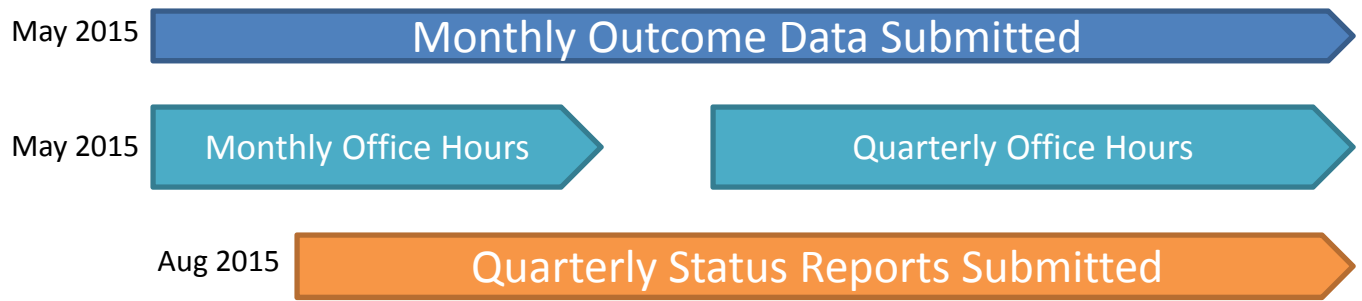 May 2015
Monthly Outcome Data Submitted
May 2015
Monthly Office Hours
Quarterly Office Hours
Aug 2015
Quarterly Status Reports Submitted